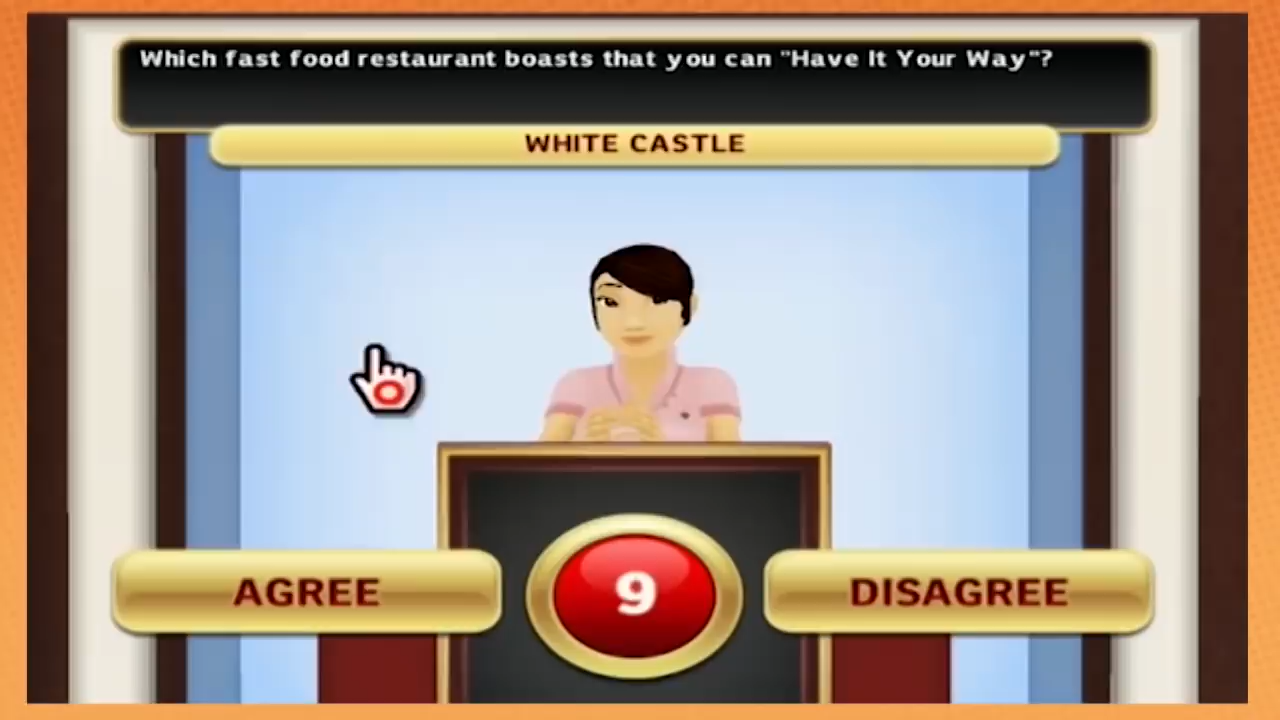 Which fast food restaurant boasts that you can "Have It Your Way"?
WHITE CASTLE
AGREE
9
DISAGREE